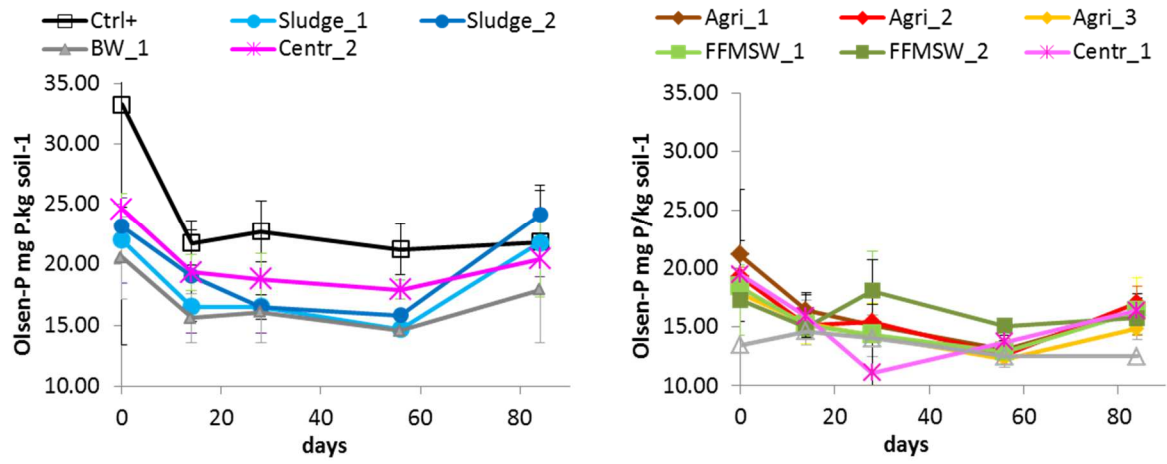 Ctrl+ Sludge_1 Sludge_2
BW_1 Centr_2
35.00
30.00
25.00
20.00
15.00
10.00
Olsen-P mg P.kg soil-1
0 20 40 60 80
days
Agri_1 Agri_2 Agri_3
FFMSW_1 FFMSW_2 Centr_1
35.00
30.00
25.00
20.00
15.00
10.00
Olsen-P mg P/kg soil-1
0 20 40 60 80
days